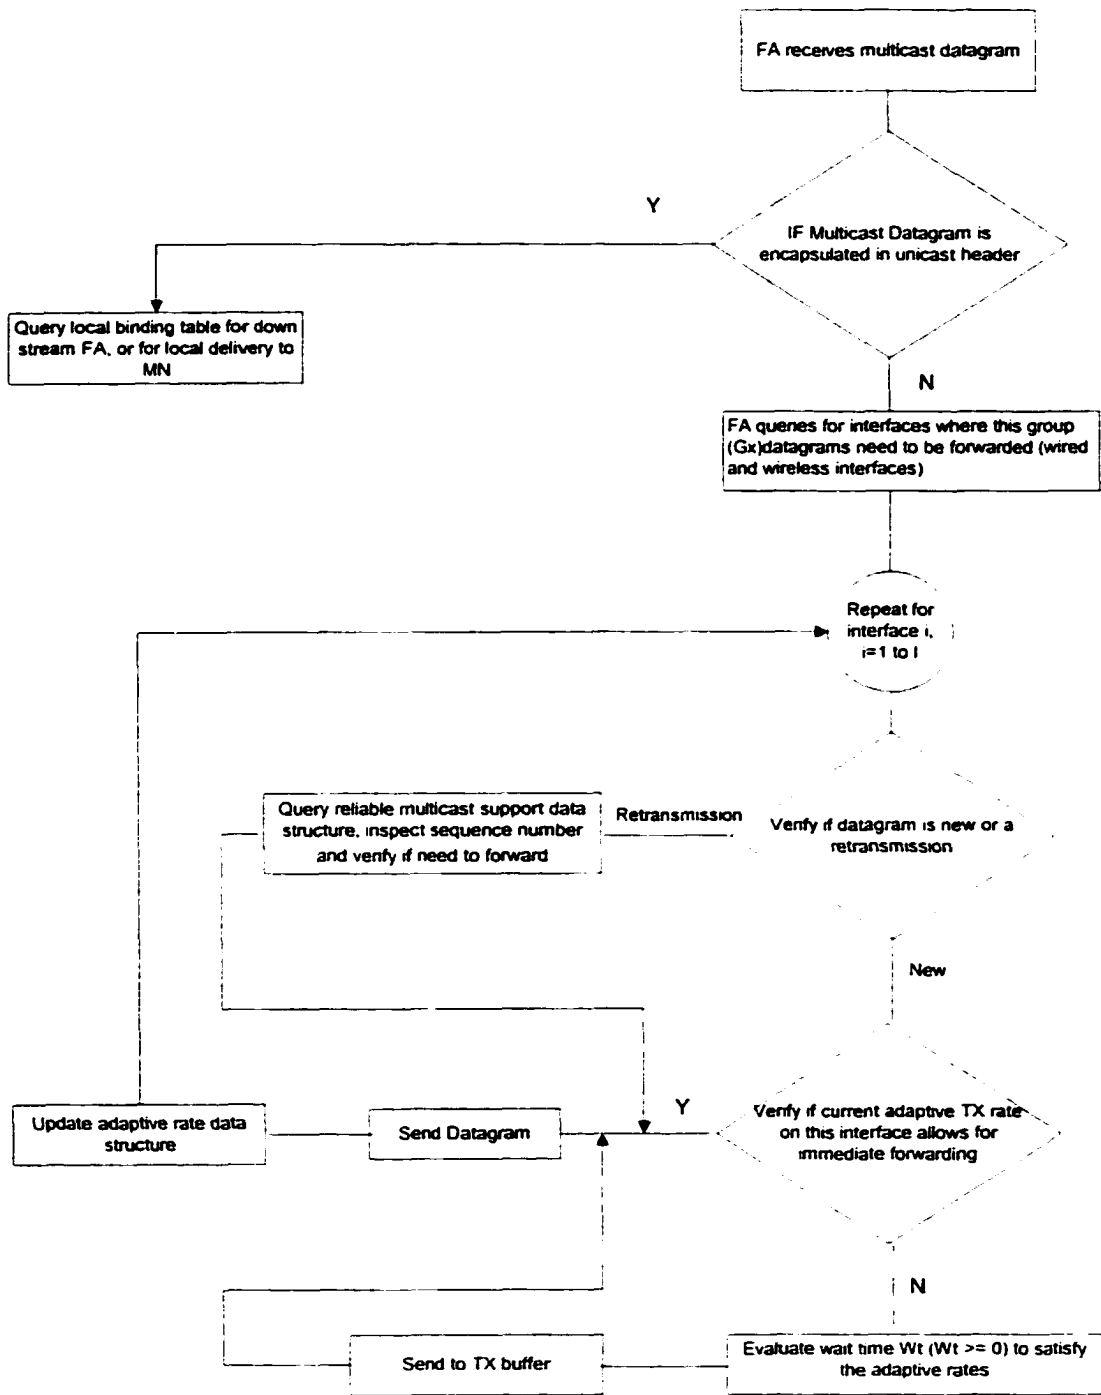 FA receives multicast datagram
Y
IF Multicast Datagram is
encapsulated in unicast header
Query local binding table for down
stream FA, or for local delivery to
MN
N
FA queries for interfaces where this group
(Gx)datagrams need to be forwarded (wired
and wireless interfaces)
Repeat for
interface i,
i=1 to I
Query reliable multicast support data
structure, inspect sequence number
and verify if need to forward
Retransmission
Verify if datagram is new or a
retransmission
New
Update adaptive rate data
structure
Send Datagram
Y
Verify if current adaptive TX rate
on this interface allows for
immediate forwarding
N
Send to TX buffer
Evaluate wait time Wt (Wt >= 0) to satisfy
the adaptive rates